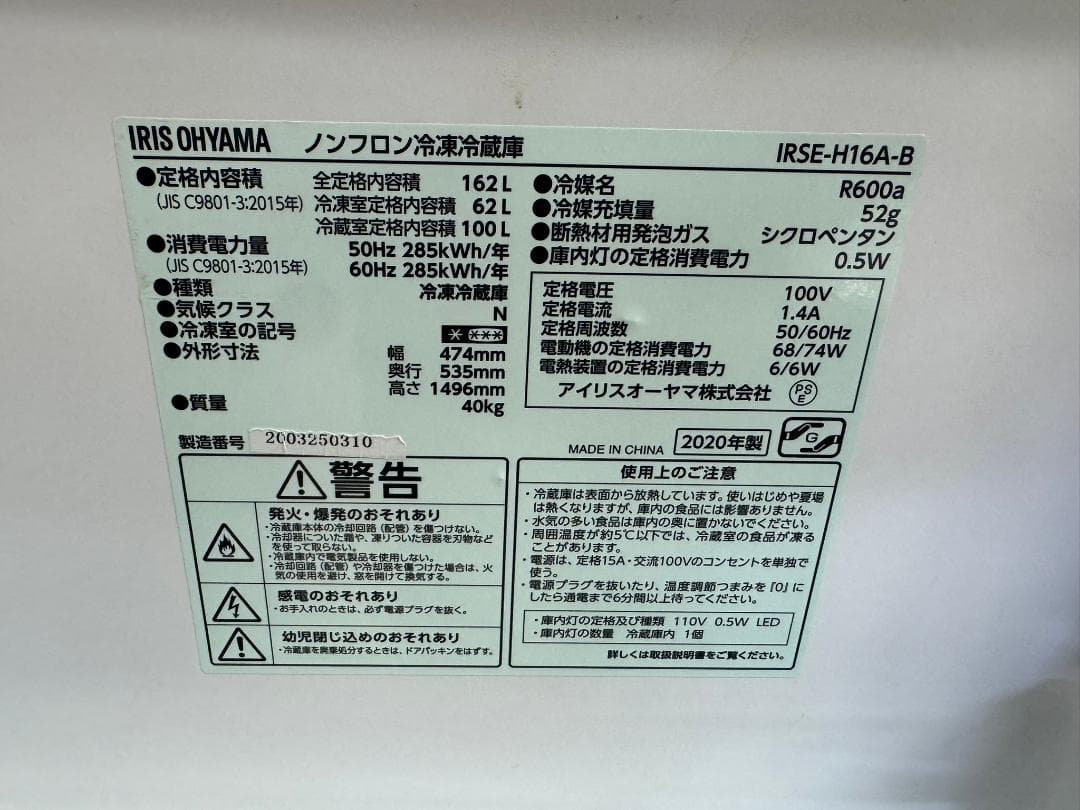 IRIS OHYAMA ノンフロン冷凍冷蔵庫 IRSE-H16A-B
●定格内容積 全定格内容積 162 L
(JIS C9801-3:2015年) 冷凍室定格内容積 62 L
冷蔵室定格内容積 100 L
●消費電力量 50Hz 285kWh/年
(JIS C9801-3:2015年) 60Hz 285kWh/年
●種類 冷凍冷蔵庫
●気候クラス N
●冷凍室の記号
●外形寸法 幅 474mm
奥行 535mm
高さ 1496mm
●質量 40kg
製造番号 2003250310
●冷媒名 R600a
●冷媒充填量 52g
●断熱材用発泡ガス シクロペンタン
●庫内灯の定格消費電力 0.5W
定格電圧 100V
定格電流 1.4A
定格周波数 50/60Hz
電動機の定格消費電力 68/74W
電熱装置の定格消費電力 6/6W
アイリスオーヤマ株式会社 PSE
MADE IN CHINA 2020年製 G
警告
発火・爆発のおそれあり
・冷蔵庫本体の冷却回路(配管)を傷つけない。
・冷却器についた霜や、凍りついた容器を刃物など
を使って取らない。
・冷蔵庫内で電気製品を使用しない。
・冷却回路(配管)や冷却器を傷つけた場合は、火
気の使用を避け、窓を開けて換気する。
感電のおそれあり
・お手入れのときは、必ず電源プラグを抜く。
幼児閉じ込めのおそれあり
・冷蔵庫を廃棄処分するときは、ドアパッキンをはずす。
使用上のご注意
・冷蔵庫は表面から放熱しています。使いはじめや夏場
は熱くなりますが、庫内の食品には影響ありません。
・水気の多い食品は庫内の奥に置かないでください。
・周囲温度が約5℃以下では、冷蔵室の食品が凍る
ことがあります。
・電源は、定格15A・交流100Vのコンセントを単独で
使う。
・電源プラグを抜いたり、温度調節つまみを『0』に
したら通電まで6分間以上待ってください。
・庫内灯の定格及び種類 110V 0.5W LED
・庫内灯の数量 冷蔵庫内 1個
詳しくは取扱説明書をご覧ください。